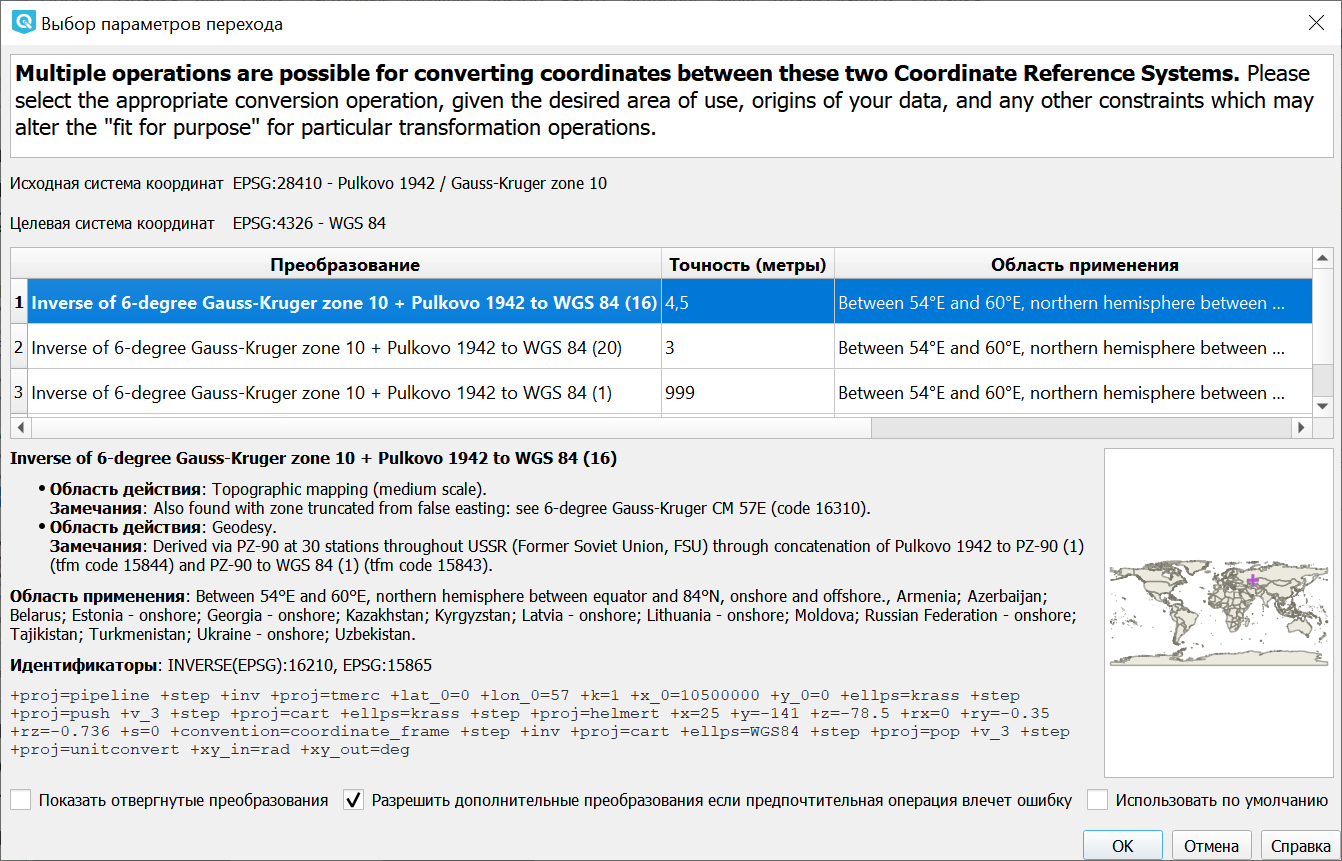 Выбор параметров перехода
Multiple operations are possible for converting coordinates between these two Coordinate Reference Systems. Please
select the appropriate conversion operation, given the desired area of use, origins of your data, and any other constraints which may
alter the "fit for purpose" for particular transformation operations.
Исходная система координат EPSG:28410 - Pulkovo 1942 / Gauss-Kruger zone 10
Целевая система координат EPSG:4326 - WGS 84
Преобразование Точность (метры) Область применения
1 Inverse of 6-degree Gauss-Kruger zone 10 + Pulkovo 1942 to WGS 84 (16) 4,5 Between 54°E and 60°E, northern hemisphere between ...
2 Inverse of 6-degree Gauss-Kruger zone 10 + Pulkovo 1942 to WGS 84 (20) 3 Between 54°E and 60°E, northern hemisphere between ...
3 Inverse of 6-degree Gauss-Kruger zone 10 + Pulkovo 1942 to WGS 84 (1) 999 Between 54°E and 60°E, northern hemisphere between ...
Inverse of 6-degree Gauss-Kruger zone 10 + Pulkovo 1942 to WGS 84 (16)
• Область действия: Topographic mapping (medium scale).
Замечания: Also found with zone truncated from false easting: see 6-degree Gauss-Kruger CM 57E (code 16310).
• Область действия: Geodesy.
Замечания: Derived via PZ-90 at 30 stations throughout USSR (Former Soviet Union, FSU) through concatenation of Pulkovo 1942 to PZ-90 (1)
(tfm code 15844) and PZ-90 to WGS 84 (1) (tfm code 15843).
Область применения: Between 54°E and 60°E, northern hemisphere between equator and 84°N, onshore and offshore., Armenia; Azerbaijan;
Belarus; Estonia - onshore; Georgia - onshore; Kazakhstan; Kyrgyzstan; Latvia - onshore; Lithuania - onshore; Moldova; Russian Federation - onshore;
Tajikistan; Turkmenistan; Ukraine - onshore; Uzbekistan.
Идентификаторы: INVERSE(EPSG):16210, EPSG:15865
+proj=pipeline +step +inv +proj=tmerc +lat_0=0 +lon_0=57 +k=1 +x_0=10500000 +y_0=0 +ellps=krass +step
+proj=push +v_3 +step +proj=cart +ellps=krass +step +proj=helmert +x=25 +y=-141 +z=-78.5 +rx=0 +ry=-0.35
+rz=-0.736 +s=0 +convention=coordinate_frame +step +inv +proj=cart +ellps=WGS84 +step +proj=pop +v_3 +step
+proj=unitconvert +xy_in=rad +xy_out=deg
Показать отвергнутые преобразования Разрешить дополнительные преобразования если предпочтительная операция влечет ошибку Использовать по умолчанию
OK Отмена Справка